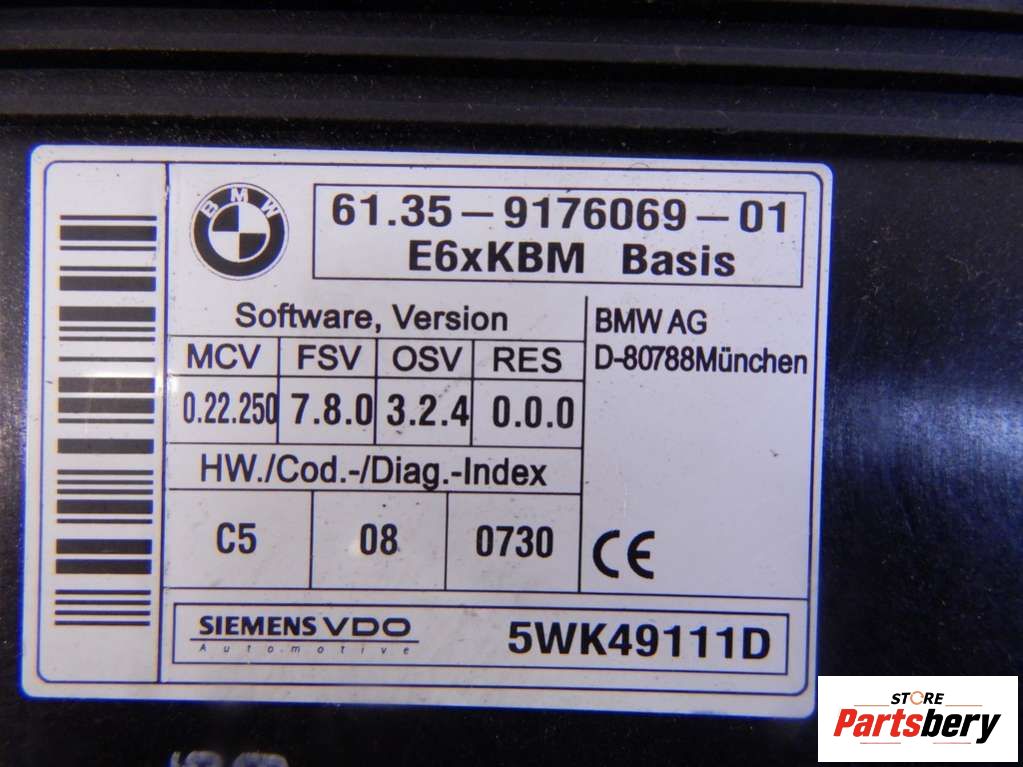 BMW
61.35-9176069-01
E6xKBM Basis
Software, Version
MCV FSV OSV RES
0.22.250 7.8.0 3.2.4 0.0.0
BMW AG
D-80788München
HW./Cod.-/Diag.-Index
C5 08 0730
CE
SIEMENS VDO
Automotive
5WK49111D
STORE
Partsbery